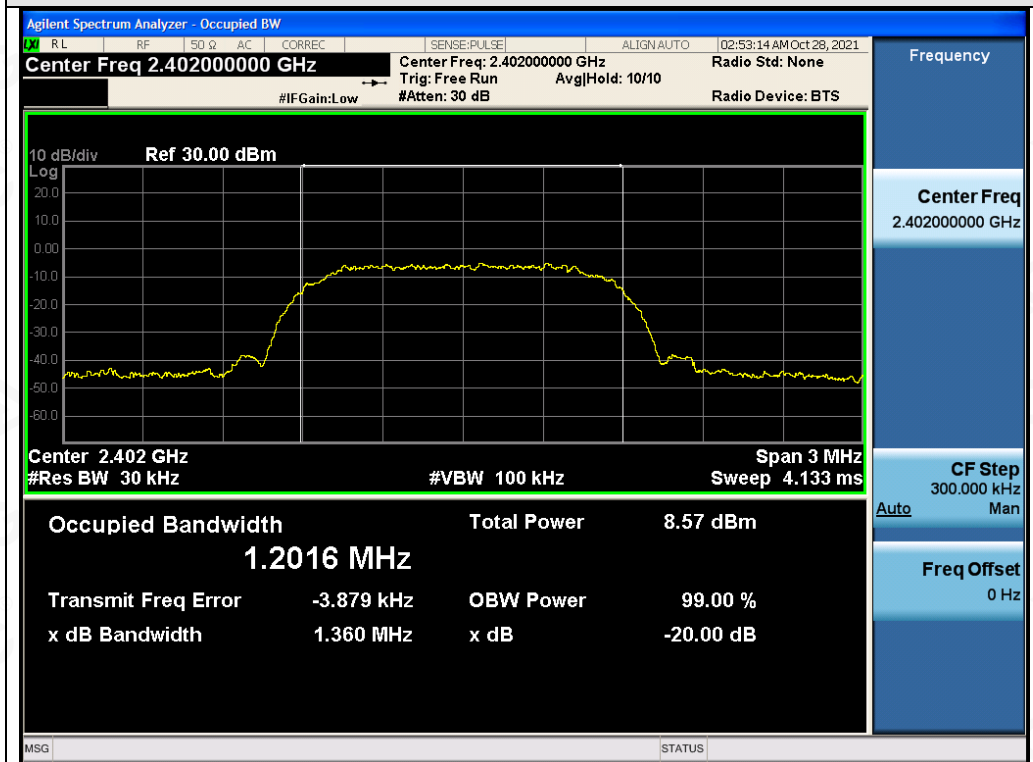 Agilent Spectrum Analyzer - Occupied BW
LXI RL RF 50 Ω AC CORREC SENSE:PULSE ALIGN AUTO 02:53:14 AM Oct 28, 2021
Center Freq 2.402000000 GHz Center Freq: 2.402000000 GHz Radio Std: None
Trig: Free Run Avg|Hold: 10/10
#IFGain:Low #Atten: 30 dB Radio Device: BTS
Frequency
10 dB/div Ref 30.00 dBm
Log
20.0
10.0
0.00
-10.0
-20.0
-30.0
-40.0
-50.0
-60.0
Center 2.402 GHz Span 3 MHz
#Res BW 30 kHz #VBW 100 kHz Sweep 4.133 ms
Center Freq
2.402000000 GHz
CF Step
300.000 kHz
Auto Man
Freq Offset
0 Hz
Occupied Bandwidth Total Power 8.57 dBm
1.2016 MHz
Transmit Freq Error -3.879 kHz OBW Power 99.00 %
x dB Bandwidth 1.360 MHz x dB -20.00 dB
MSG STATUS